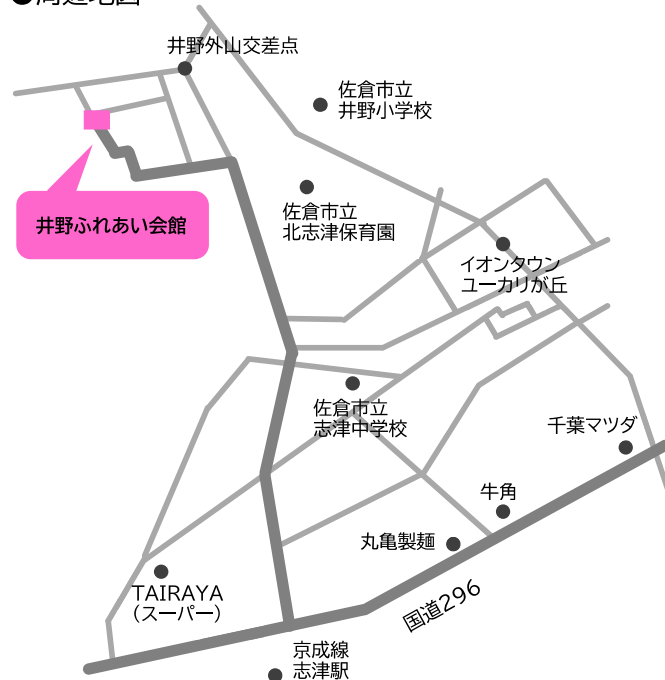 ●周辺地図
井野外山交差点
佐倉市立
井野小学校
佐倉市立
北志津保育園
井野ふれあい会館
イオンタウン
ユーカリが丘
佐倉市立
志津中学校
千葉マツダ
牛角
丸亀製麺
TAIRAYA
（スーパー）
国道296
京成線
志津駅